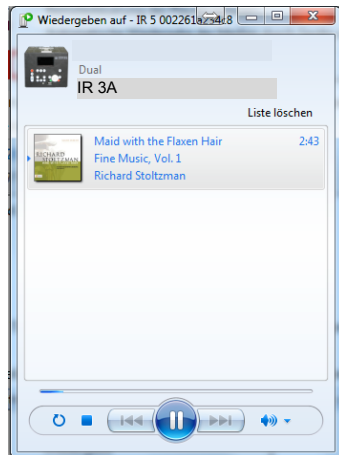 Wiedergeben auf - IR 5 002261a2s4c8
Dual
IR 3A
Liste löschen
RICHARD
STOLTZMAN
Maid with the Flaxen Hair 2:43
Fine Music, Vol. 1
Richard Stoltzman